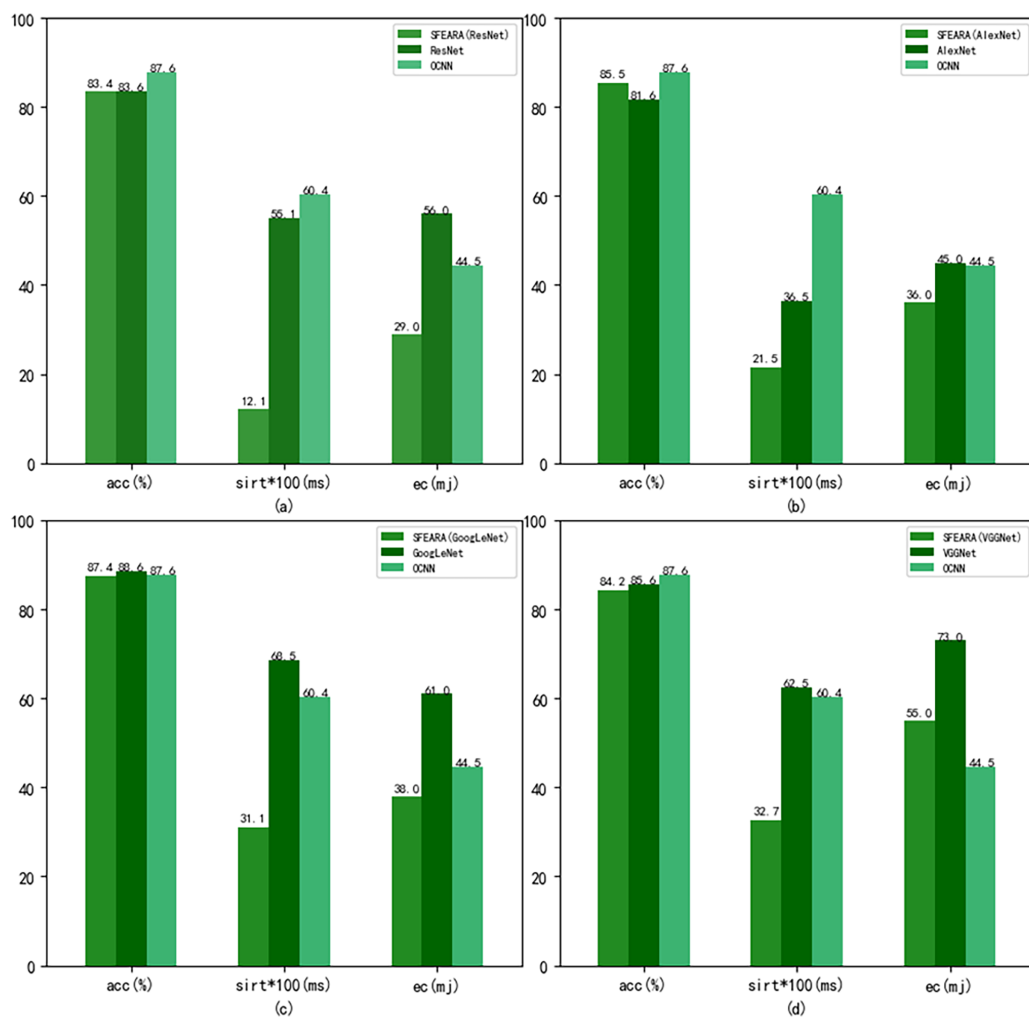 100
80
60
40
20
0
SFEARA(ResNet)
ResNet
OCNN
83.4
83.6
87.6
12.1
55.1
60.4
29.0
56.0
44.5
acc(%)
sirt*100(ms)
ec(mj)
(a)
100
80
60
40
20
0
SFEARA(AlexNet)
AlexNet
OCNN
85.5
81.6
87.6
21.5
36.5
60.4
36.0
45.0
44.5
acc(%)
sirt*100(ms)
ec(mj)
(b)
100
80
60
40
20
0
SFEARA(GoogLeNet)
GoogLeNet
OCNN
87.4
88.6
87.6
31.1
68.5
60.4
38.0
61.0
44.5
acc(%)
sirt*100(ms)
ec(mj)
(c)
100
80
60
40
20
0
SFEARA(VGGNet)
VGGNet
OCNN
84.2
85.6
87.6
32.7
62.5
60.4
55.0
73.0
44.5
acc(%)
sirt*100(ms)
ec(mj)
(d)